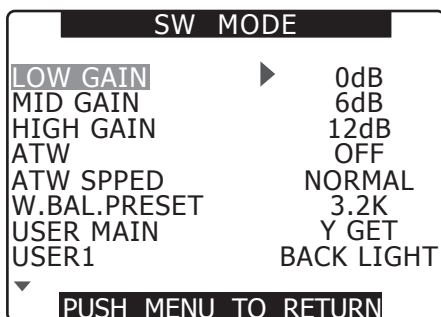 SW MODE
LOW GAIN 0dB
MID GAIN 6dB
HIGH GAIN 12dB
ATW OFF
ATW SPPED NORMAL
W.BAL.PRESET 3.2K
USER MAIN Y GET
USER1 BACK LIGHT
PUSH MENU TO RETURN